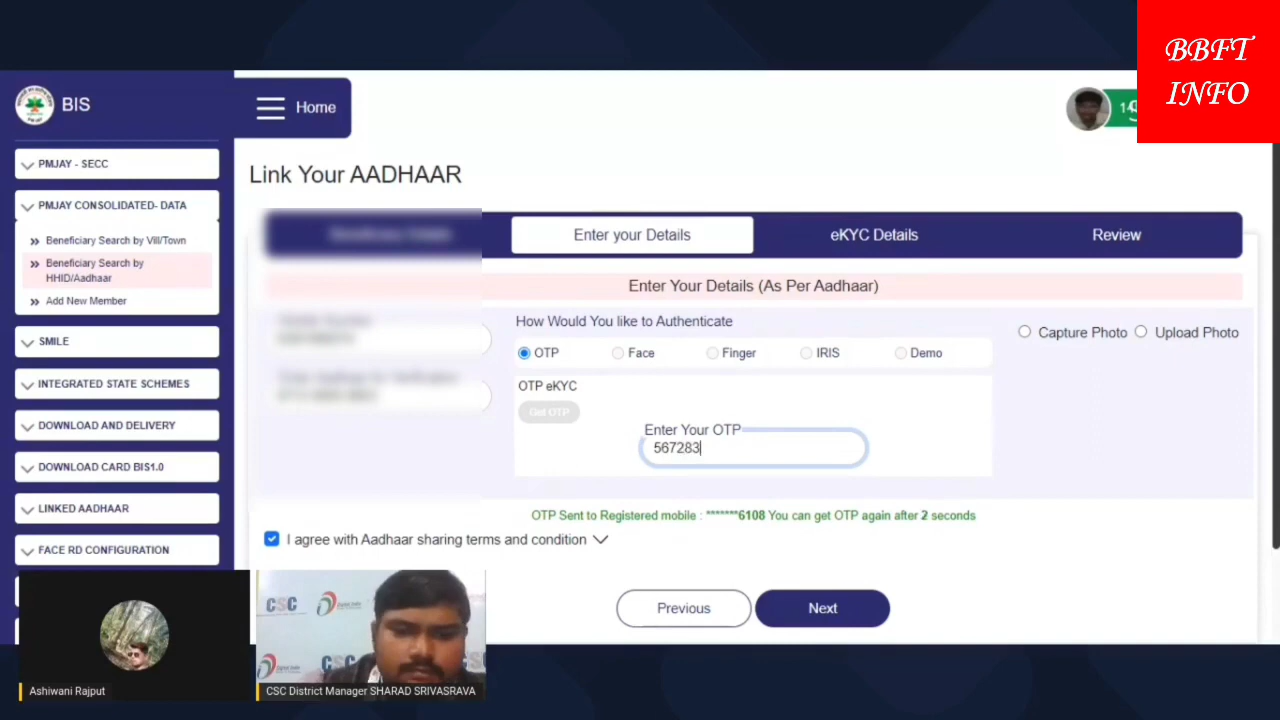 BBFT
INFO
BIS
Home
PMJAY - SECC
PMJAY CONSOLIDATED- DATA
Beneficiary Search by Vill/Town
Beneficiary Search by
HHID/Aadhaar
Add New Member
SMILE
INTEGRATED STATE SCHEMES
DOWNLOAD AND DELIVERY
DOWNLOAD CARD BIS1.0
LINKED AADHAAR
FACE RD CONFIGURATION
Link Your AADHAAR
Enter your Details
eKYC Details
Review
Enter Your Details (As Per Aadhaar)
How Would You like to Authenticate
OTP Face Finger IRIS Demo
Capture Photo Upload Photo
OTP eKYC
Get OTP
Enter Your OTP
567283
OTP Sent to Registered mobile : *******6108 You can get OTP again after 2 seconds
I agree with Aadhaar sharing terms and condition
Previous
Next
CSC
Digital India
CSC
Ashiwani Rajput
CSC District Manager SHARAD SRIVASRAVA